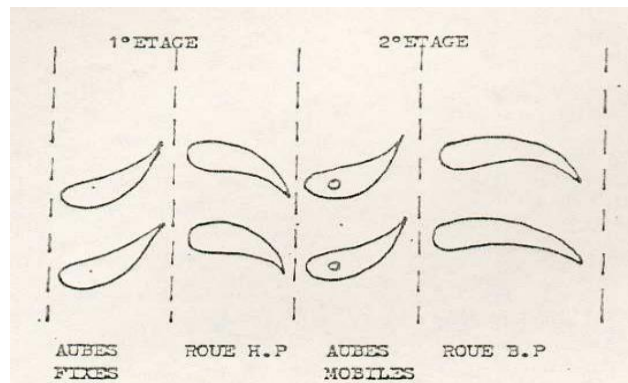 1°ETAGE 2°ETAGE
AUBES FIXES
ROUE H.P
AUBES MOBILES
ROUE B.P